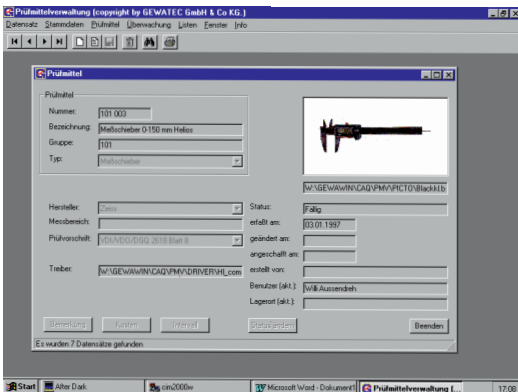 Prüfmittelverwaltung (copyright by GEWATEC GmbH & Co KG.)
Datensatz Stammdaten Prüfmittel Überwachung Listen Fenster Info
Prüfmittel
Prüfmittel
Nummer: 101 003
Bezeichnung: Meßschieber 0-150 mm Helios
Gruppe: 101
Typ: Meßschieber
W:\GEWAWIN\CAQ\PMV\PICTO\Blackkl.b
Hersteller: Zeiss
Status: Fällig
Messbereich:
erfaßt am: 03.01.1997
Prüfvorschrift: VDI/VDO/DGQ 2618 Blatt 8
geändert am:
angeschafft am:
Treiber: W:\GEWAWIN\CAQ\PMV\DRIVER\HI_com
erstellt von:
Benutzer (akt.): Willi Aussendreh
Lagerort (akt.):
Bemerkung Kosten Intervall Status ändern Beenden
Es wurden 7 Datensätze gefunden
Start After Dark cim2000w Microsoft Word - Dokument1 Prüfmittelverwaltung (... 17:08